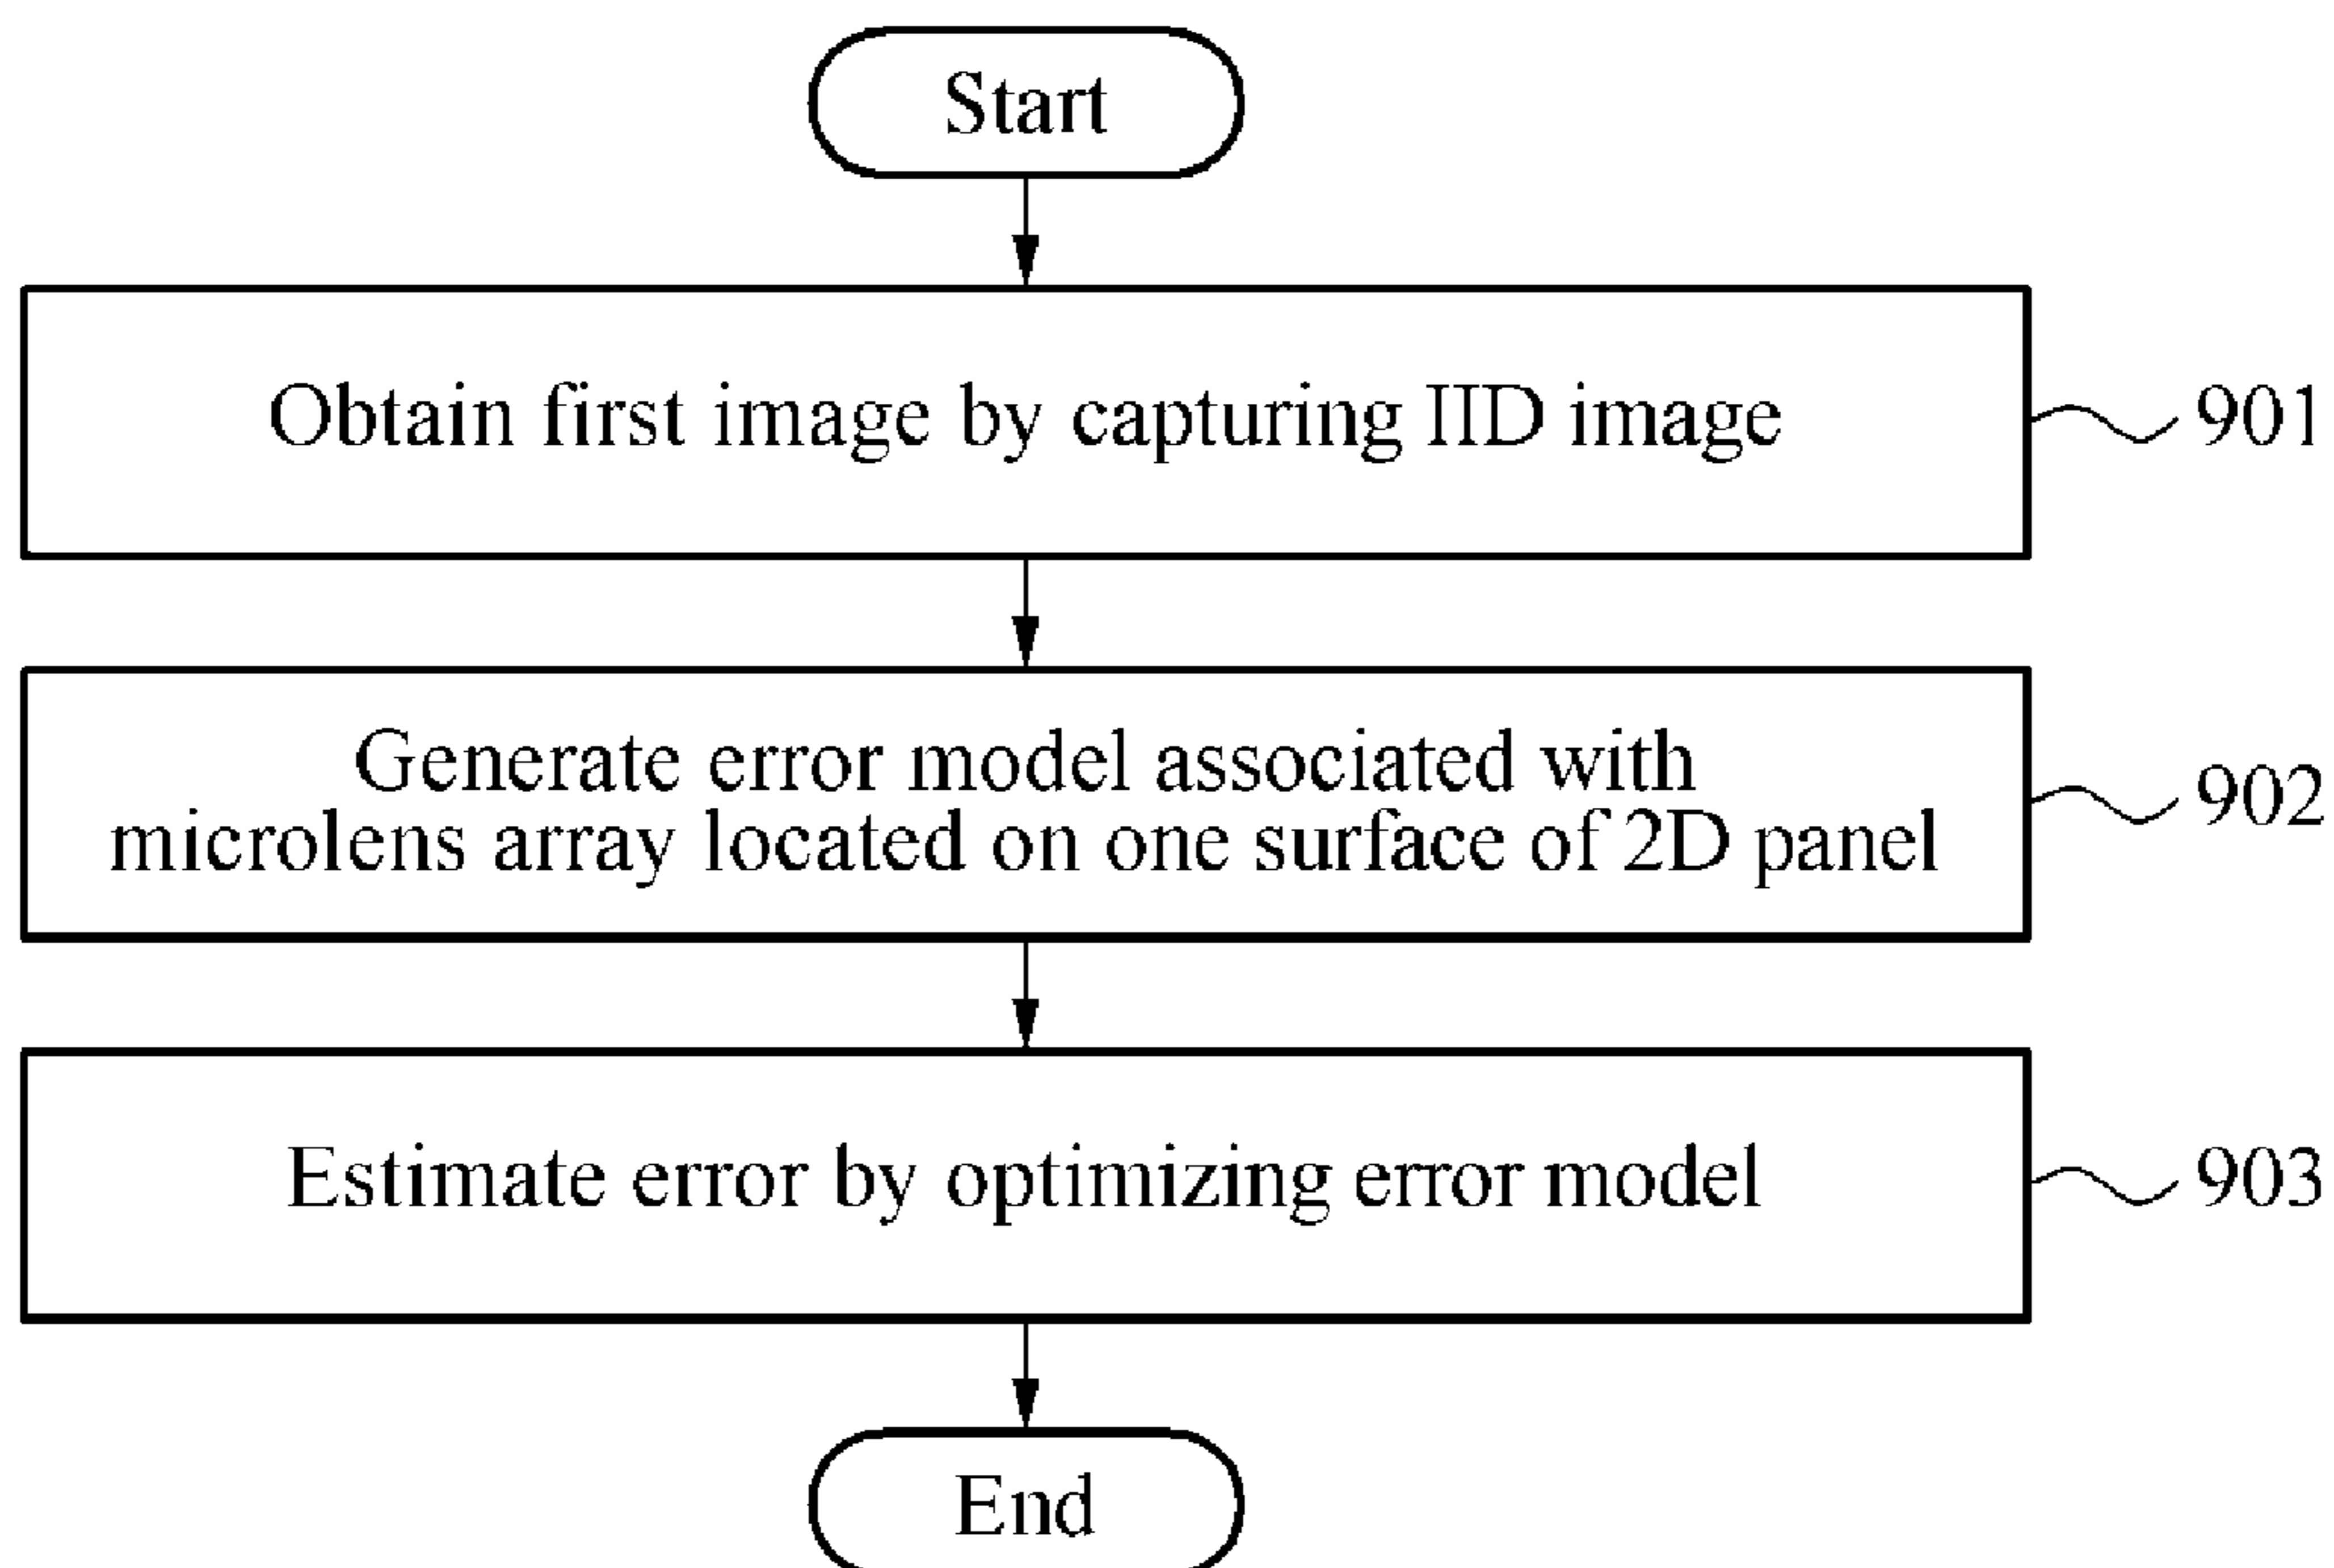 Start
Obtain first image by capturing IID image
901
Generate error model associated with
microlens array located on one surface of 2D panel
902
Estimate error by optimizing error model
903
End